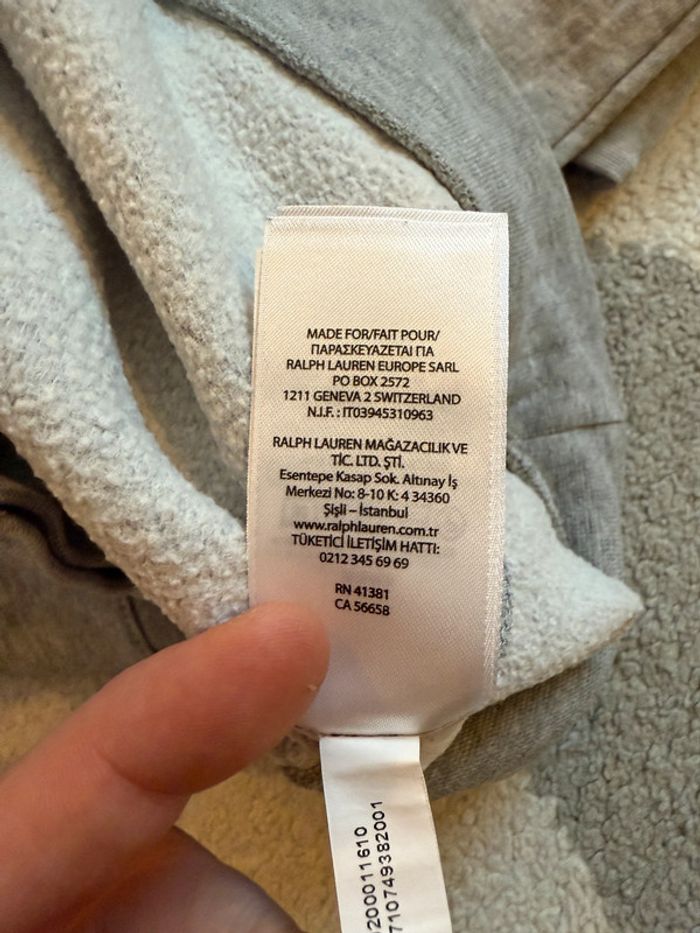 MADE FOR/FAIT POUR/
ΠΑΡΑΣΚΕΥΑΖΕΤΑΙ ΓΙΑ
RALPH LAUREN EUROPE SARL
PO BOX 2572
1211 GENEVA 2 SWITZERLAND
N.I.F. : IT03945310963
RALPH LAUREN MAĞAZACILIK VE
TİC. LTD. ŞTİ.
Esentepe Kasap Sok. Altınay İş
Merkezi No: 8-10 K: 4 34360
Şişli – İstanbul
www.ralphlauren.com.tr
TÜKETİCİ İLETİŞİM HATTI:
0212 345 69 69
RN 41381
CA 56658
0200011610
710749382001